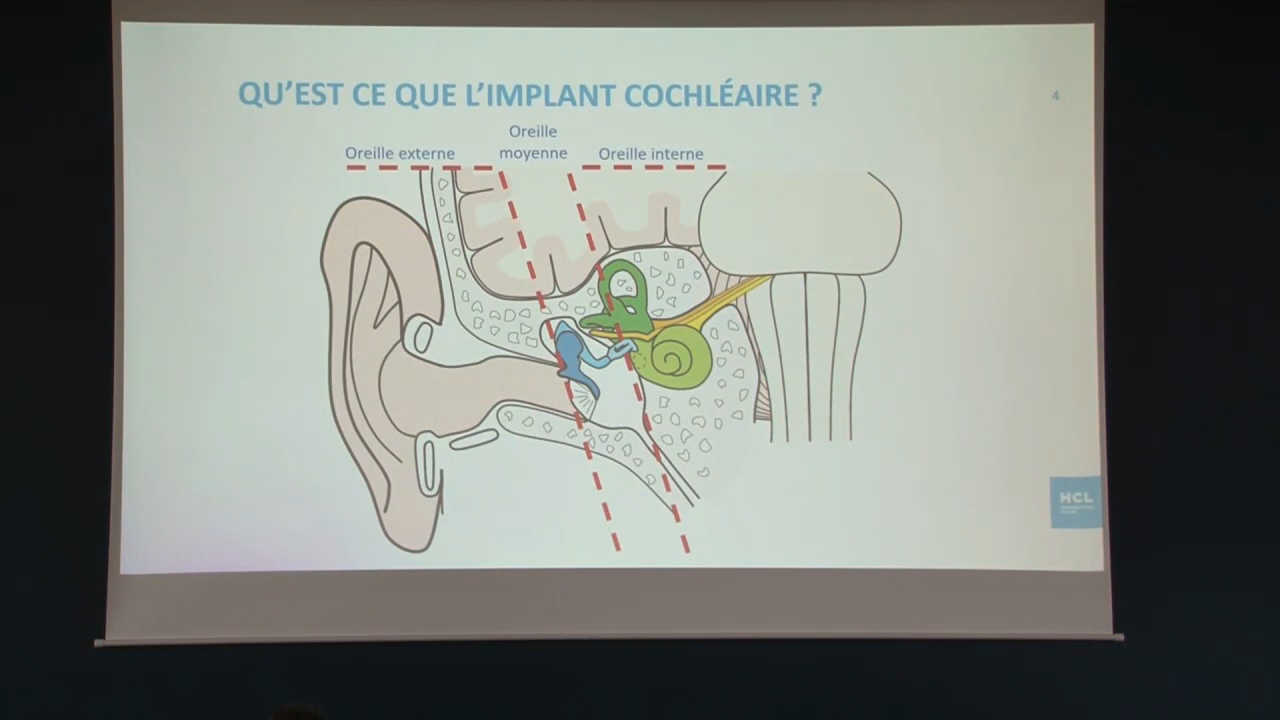 QU'EST CE QUE L'IMPLANT COCHLÉAIRE ?
4
Oreille externe
Oreille
moyenne
Oreille interne
HCL